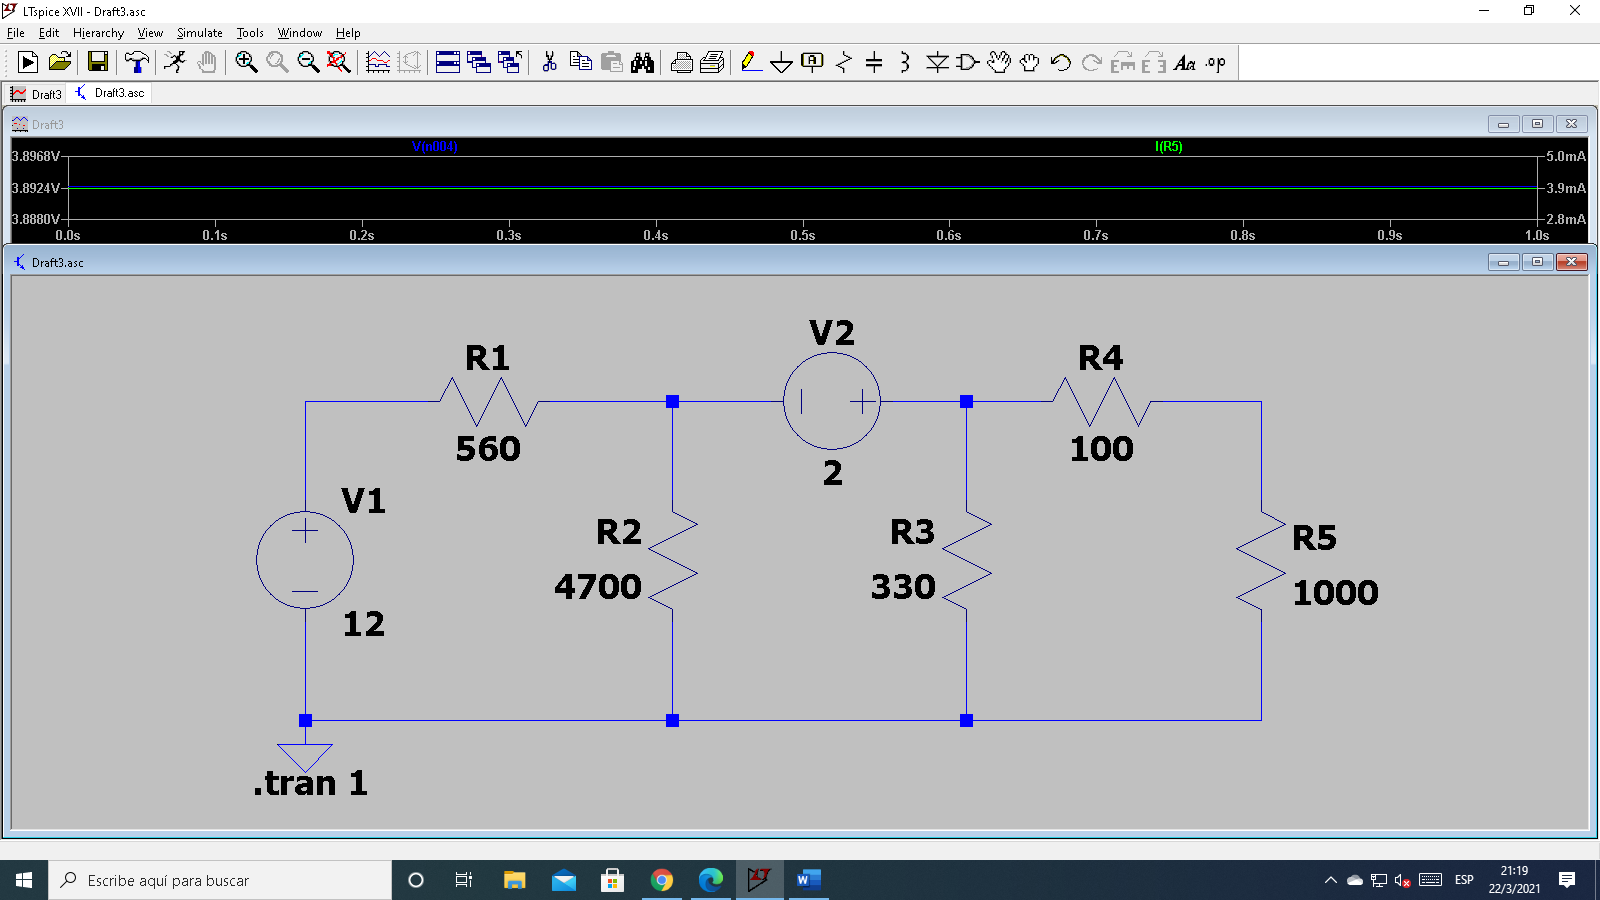 LTspice XVII - Draft3.asc
File Edit Hierarchy View Simulate Tools Window Help
Draft3 Draft3.asc
Draft3
V(n004) I(R5)
3.8968V 5.0mA
3.8924V 3.9mA
3.8880V 2.8mA
0.0s 0.1s 0.2s 0.3s 0.4s 0.5s 0.6s 0.7s 0.8s 0.9s 1.0s
Draft3.asc
V2
R1 R4
560 100
2
V1
R2 R3 R5
4700 330 1000
12
.tran 1
Escribe aquí para buscar
ESP
21:19
22/3/2021